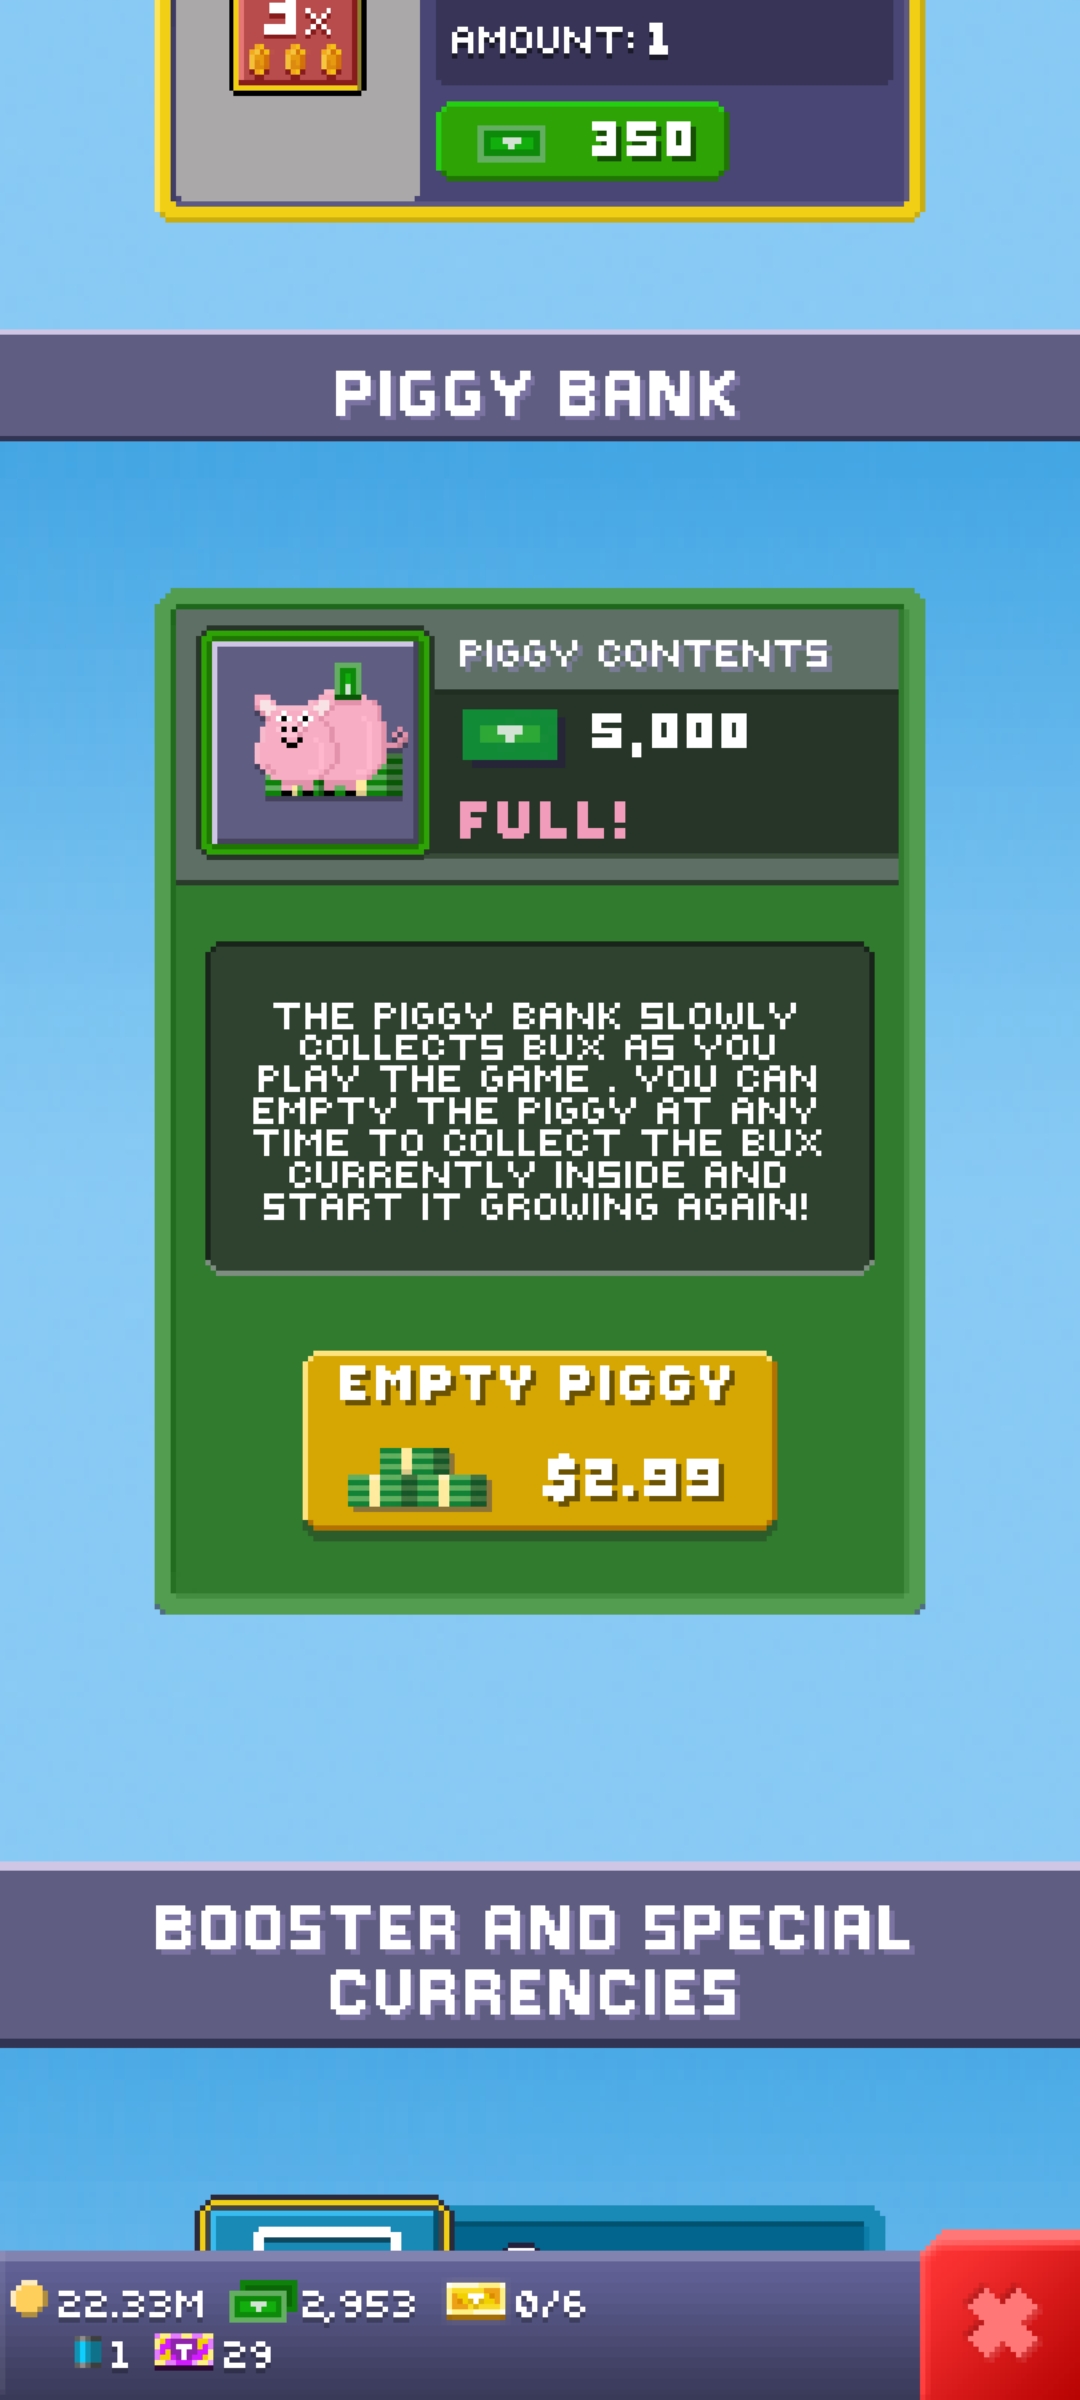 3x
AMOUNT: 1
350
PIGGY BANK
PIGGY CONTENTS
5,000
FULL!
THE PIGGY BANK SLOWLY
COLLECTS BUX AS YOU
PLAY THE GAME . YOU CAN
EMPTY THE PIGGY AT ANY
TIME TO COLLECT THE BUX
CURRENTLY INSIDE AND
START IT GROWING AGAIN!
EMPTY PIGGY
$2.99
BOOSTER AND SPECIAL
CURRENCIES
22.33M 2,953 0/6
1 T 29